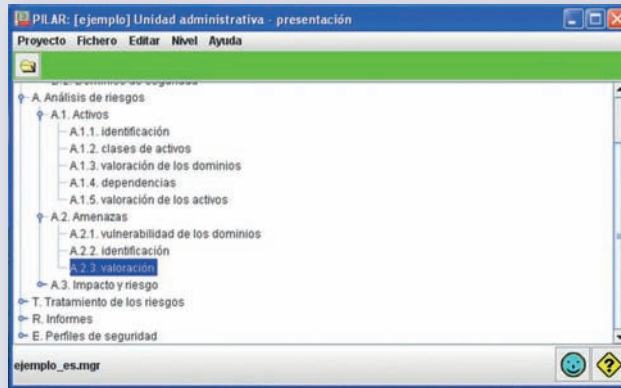 PILAR: [ejemplo] Unidad administrativa - presentación
Proyecto Fichero Editar Nivel Ayuda
A. Análisis de riesgos
A.1. Activos
A.1.1. identificación
A.1.2. clases de activos
A.1.3. valoración de los dominios
A.1.4. dependencias
A.1.5. valoración de los activos
A.2. Amenazas
A.2.1. vulnerabilidad de los dominios
A.2.2. identificación
A.2.3. valoración
A.3. Impacto y riesgo
T. Tratamiento de los riesgos
R. Informes
E. Perfiles de seguridad
ejemplo_es.mgr